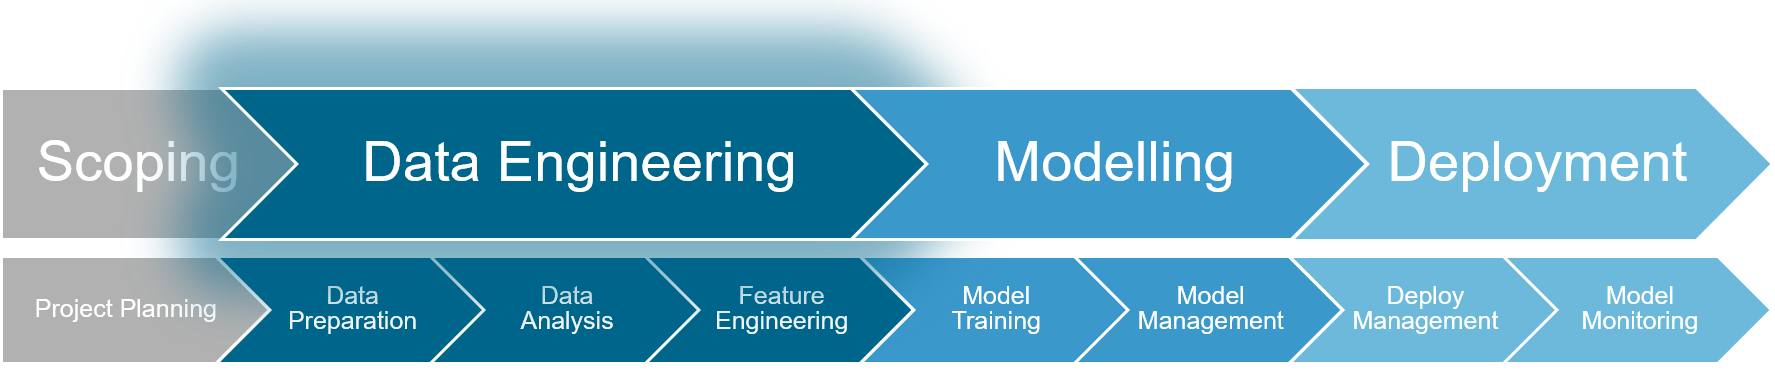 Scoping
Data Engineering
Modelling
Deployment
Project Planning
Data
Preparation
Data
Analysis
Feature
Engineering
Model
Training
Model
Management
Deploy
Management
Model
Monitoring